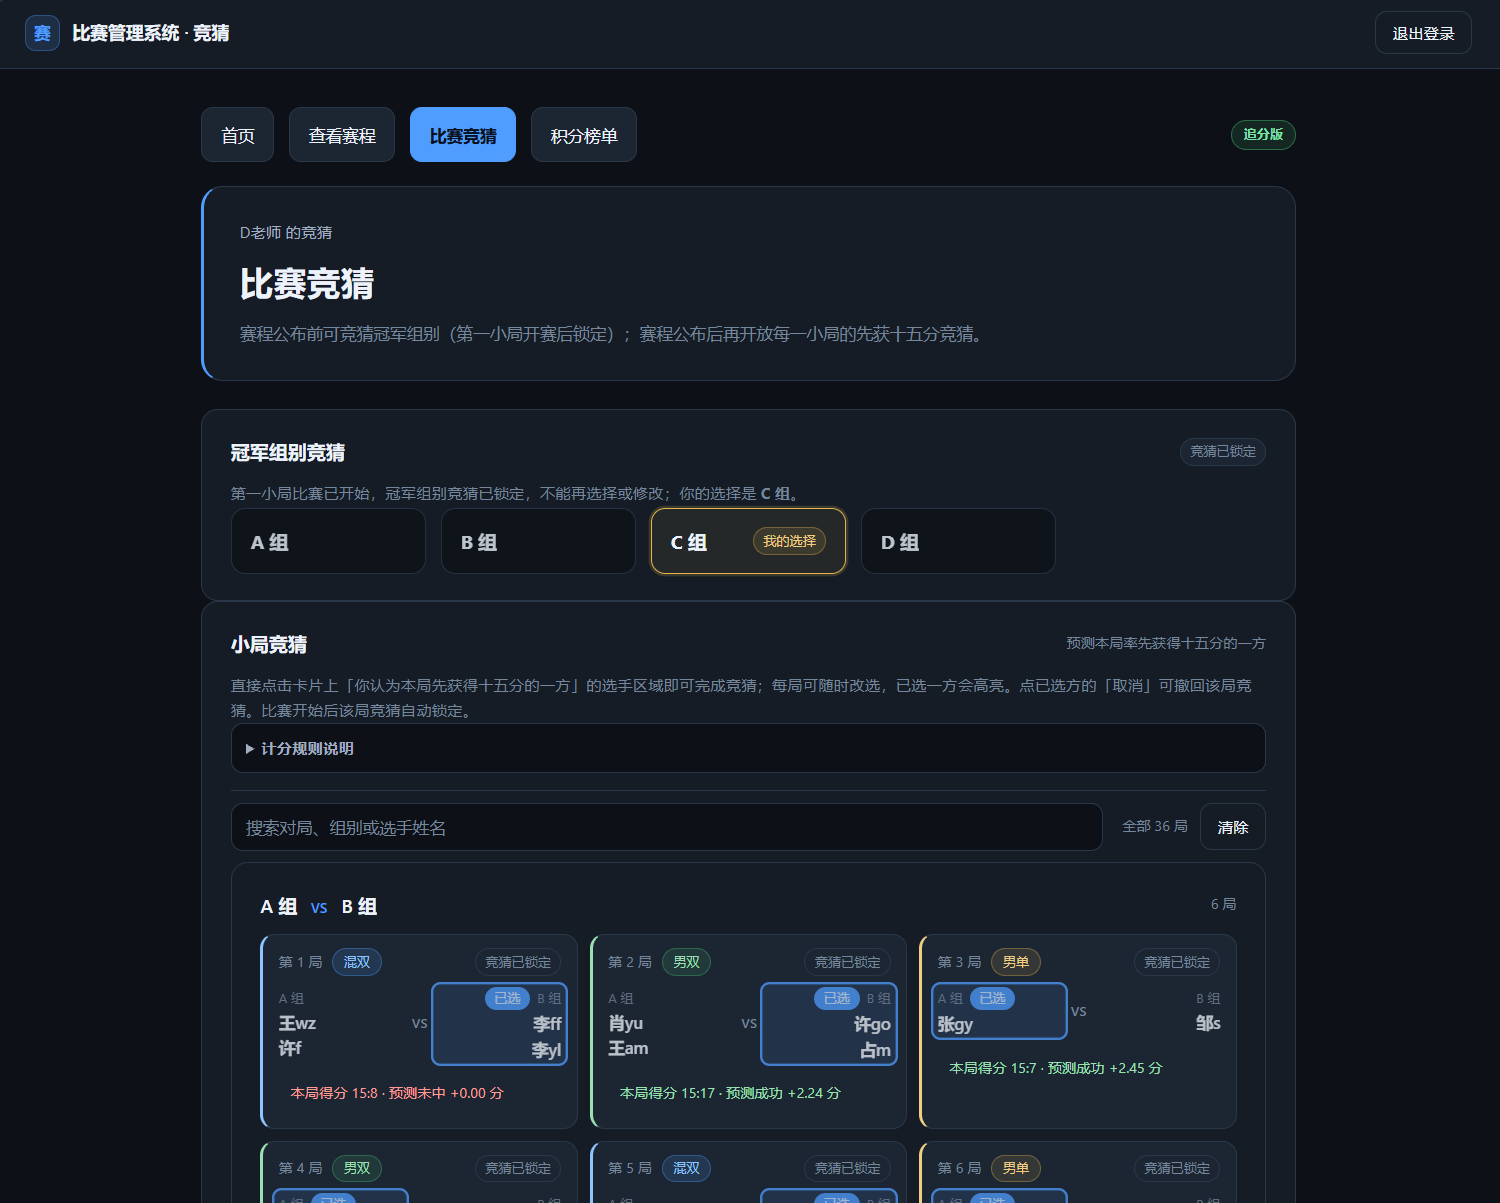 赛 比赛管理系统 · 竞猜 退出登录
首页 查看赛程 比赛竞猜 积分榜单 追分版
D老师 的竞猜
比赛竞猜
赛程公布前可竞猜冠军组别（第一小局开赛后锁定）；赛程公布后再开放每一小局的先获十五分竞猜。
冠军组别竞猜 竞猜已锁定
第一小局比赛已开始，冠军组别竞猜已锁定，不能再选择或修改；你的选择是 C 组。
A 组 B 组 C 组 我的选择 D 组
小局竞猜 预测本局率先获得十五分的一方
直接点击卡片上「你认为本局先获得十五分的一方」的选手区域即可完成竞猜；每局可随时改选，已选一方会高亮。点已选方的「取消」可撤回该局竞
猜。比赛开始后该局竞猜自动锁定。
▶ 计分规则说明
搜索对局、组别或选手姓名 全部 36 局 清除
A 组 VS B 组 6 局
第 1 局 混双 竞猜已锁定
A 组 已选 B 组
王wz VS 李ff
许f 李yl
本局得分 15:8 · 预测未中 +0.00 分
第 2 局 男双 竞猜已锁定
A 组 已选 B 组
肖yu VS 许go
王am 占m
本局得分 15:17 · 预测成功 +2.24 分
第 3 局 男单 竞猜已锁定
A 组 已选 B 组
张gy VS 邹s
本局得分 15:7 · 预测成功 +2.45 分
第 4 局 男双 竞猜已锁定
A 组 已选 B 组
第 5 局 混双 竞猜已锁定
A 组 已选 B 组
第 6 局 男单 竞猜已锁定
A 组 已选 B 组